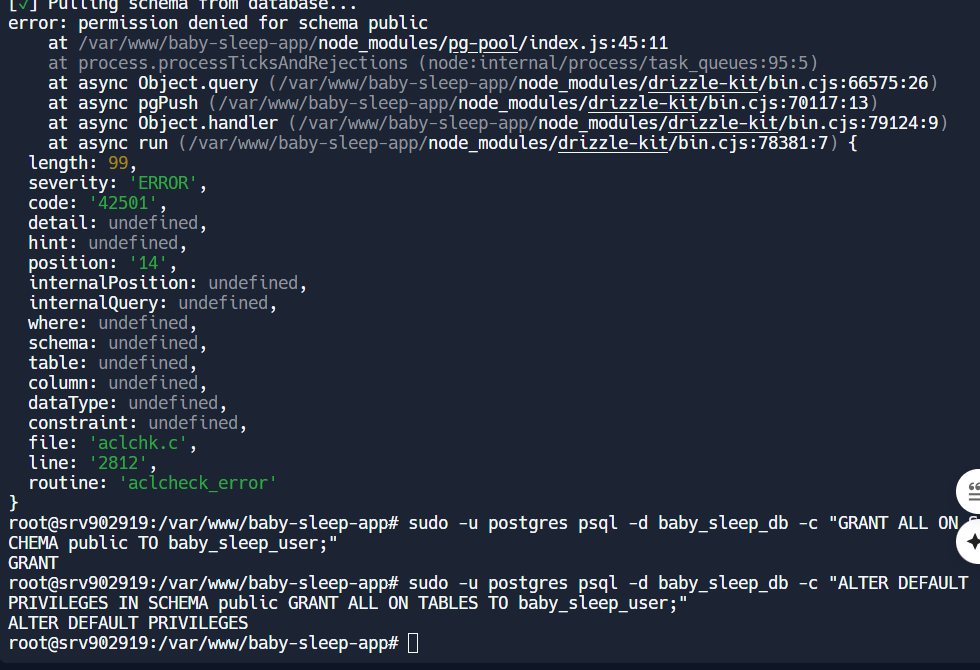 [✓] Pulling schema from database...
error: permission denied for schema public
    at /var/www/baby-sleep-app/node_modules/pg-pool/index.js:45:11
    at process.processTicksAndRejections (node:internal/process/task_queues:95:5)
    at async Object.query (/var/www/baby-sleep-app/node_modules/drizzle-kit/bin.cjs:66575:26)
    at async pgPush (/var/www/baby-sleep-app/node_modules/drizzle-kit/bin.cjs:70117:13)
    at async Object.handler (/var/www/baby-sleep-app/node_modules/drizzle-kit/bin.cjs:79124:9)
    at async run (/var/www/baby-sleep-app/node_modules/drizzle-kit/bin.cjs:78381:7) {
  length: 99,
  severity: 'ERROR',
  code: '42501',
  detail: undefined,
  hint: undefined,
  position: '14',
  internalPosition: undefined,
  internalQuery: undefined,
  where: undefined,
  schema: undefined,
  table: undefined,
  column: undefined,
  dataType: undefined,
  constraint: undefined,
  file: 'aclchk.c',
  line: '2812',
  routine: 'aclcheck_error'
}
root@srv902919:/var/www/baby-sleep-app# sudo -u postgres psql -d baby_sleep_db -c "GRANT ALL ON S
CHEMA public TO baby_sleep_user;"
GRANT
root@srv902919:/var/www/baby-sleep-app# sudo -u postgres psql -d baby_sleep_db -c "ALTER DEFAULT
PRIVILEGES IN SCHEMA public GRANT ALL ON TABLES TO baby_sleep_user;"
ALTER DEFAULT PRIVILEGES
root@srv902919:/var/www/baby-sleep-app#